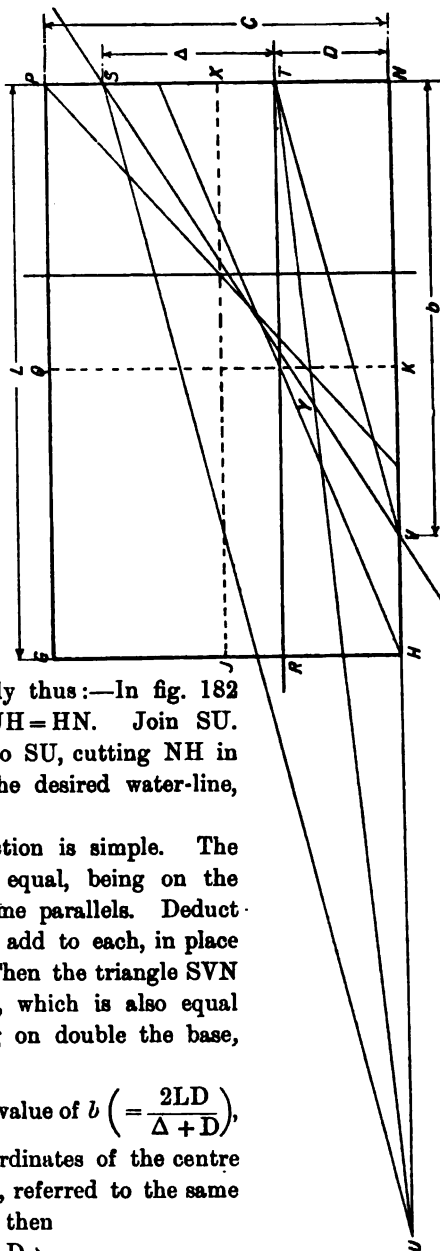 C
P
S
Δ
X
T
D
N
L
Q
K
b
Y
V
G
J
R
H
U
ly thus:—In fig. 182
UH = HN. Join SU.
o SU, cutting NH in
he desired water-line,
tion is simple. The
equal, being on the
ne parallels. Deduct
add to each, in place
Then the triangle SVN
, which is also equal
g on double the base,
value of b (= 2LD / Δ + D),
rdinates of the centre
, referred to the same
then